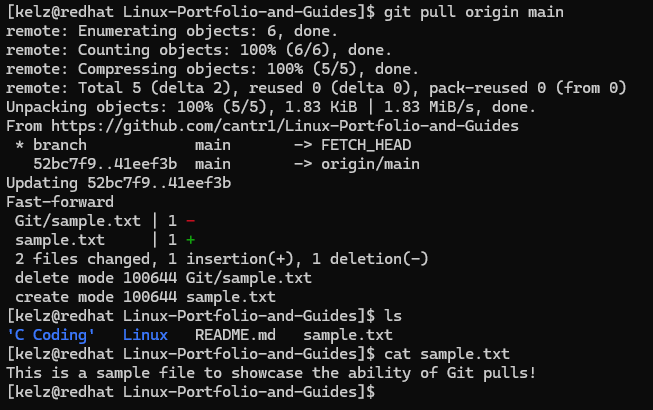 [kelz@redhat Linux-Portfolio-and-Guides]$ git pull origin main
remote: Enumerating objects: 6, done.
remote: Counting objects: 100% (6/6), done.
remote: Compressing objects: 100% (5/5), done.
remote: Total 5 (delta 2), reused 0 (delta 0), pack-reused 0 (from 0)
Unpacking objects: 100% (5/5), 1.83 KiB | 1.83 MiB/s, done.
From https://github.com/cantr1/Linux-Portfolio-and-Guides
 * branch            main       -> FETCH_HEAD
   52bc7f9..41eef3b  main       -> origin/main
Updating 52bc7f9..41eef3b
Fast-forward
 Git/sample.txt | 1 -
 sample.txt     | 1 +
 2 files changed, 1 insertion(+), 1 deletion(-)
 delete mode 100644 Git/sample.txt
 create mode 100644 sample.txt
[kelz@redhat Linux-Portfolio-and-Guides]$ ls
'C Coding'   Linux   README.md   sample.txt
[kelz@redhat Linux-Portfolio-and-Guides]$ cat sample.txt
This is a sample file to showcase the ability of Git pulls!
[kelz@redhat Linux-Portfolio-and-Guides]$